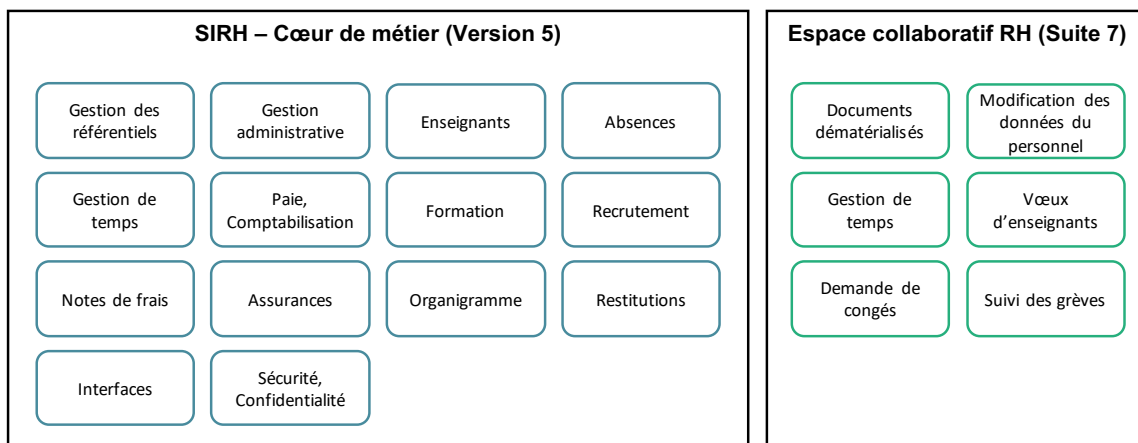 SIRH – Cœur de métier (Version 5)
Gestion des
référentiels
Gestion
administrative
Enseignants
Absences
Gestion de
temps
Paie,
Comptabilisation
Formation
Recrutement
Notes de frais
Assurances
Organigramme
Restitutions
Interfaces
Sécurité,
Confidentialité
Espace collaboratif RH (Suite 7)
Documents
dématérialisés
Modification des
données du
personnel
Gestion de
temps
Vœux
d’enseignants
Demande de
congés
Suivi des grèves